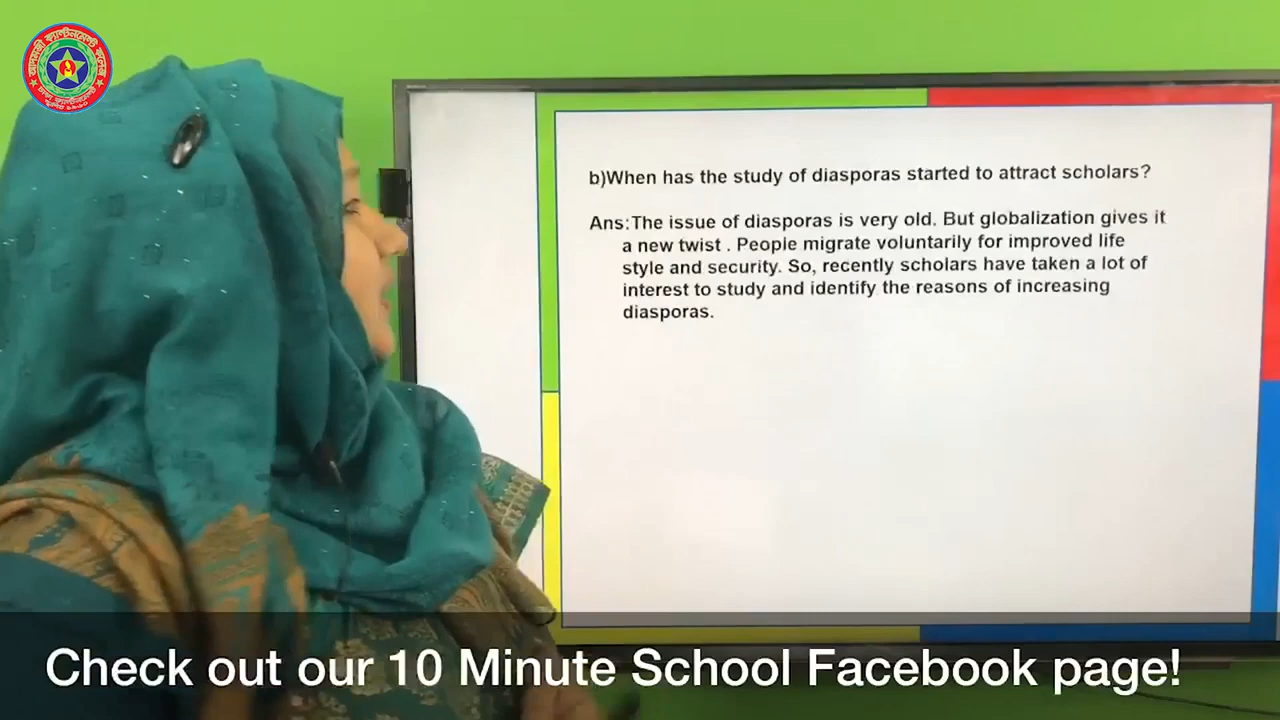 আদমজী ক্যান্টনমেন্ট কলেজ
b)When has the study of diasporas started to attract scholars?
Ans:The issue of diasporas is very old. But globalization gives it
a new twist . People migrate voluntarily for improved life
style and security. So, recently scholars have taken a lot of
interest to study and identify the reasons of increasing
diasporas.
Check out our 10 Minute School Facebook page!